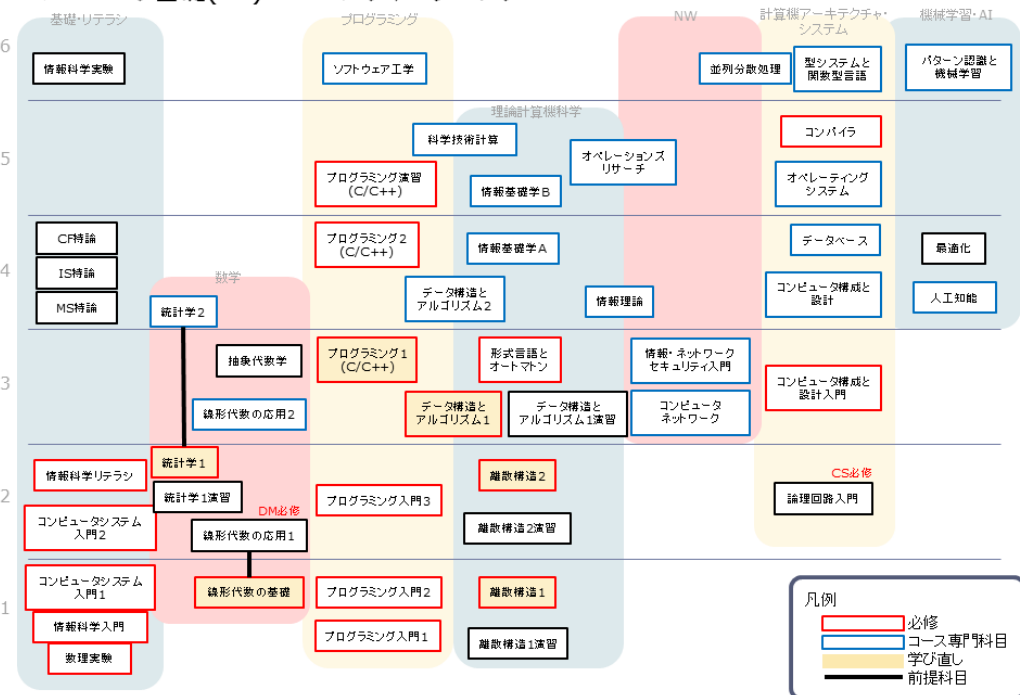 基礎・リテラシ
プログラミング
NW
計算機アーキテクチャ・
システム
機械学習・AI
6
情報科学実験
ソフトウェア工学
並列分散処理
型システムと
関数型言語
パターン認識と
機械学習
理論計算機科学
5
科学技術計算
オペレーションズ
リサーチ
コンパイラ
プログラミング演習
(C/C++)
情報基礎学B
オペレーティング
システム
4
CF特論
IS特論
MS特論
プログラミング2
(C/C++)
情報基礎学A
データベース
最適化
数学
統計学2
データ構造と
アルゴリズム2
情報理論
コンピュータ構成と
設計
人工知能
3
抽象代数学
プログラミング1
(C/C++)
形式言語と
オートマトン
情報・ネットワーク
セキュリティ入門
コンピュータ構成と
設計入門
線形代数の応用2
データ構造と
アルゴリズム1
データ構造と
アルゴリズム1演習
コンピュータ
ネットワーク
2
情報科学リテラシ
統計学1
統計学1演習
プログラミング入門3
離散構造2
CS必修
論理回路入門
コンピュータシステム
入門2
DM必修
線形代数の応用1
離散構造2演習
1
コンピュータシステム
入門1
線形代数の基礎
プログラミング入門2
離散構造1
情報科学入門
プログラミング入門1
離散構造1演習
数理実験
凡例
必修
コース専門科目
学び直し
前提科目